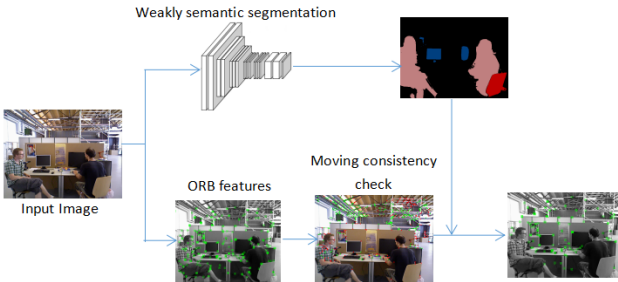 Weakly semantic segmentation
Input Image
ORB features
Moving consistency
check